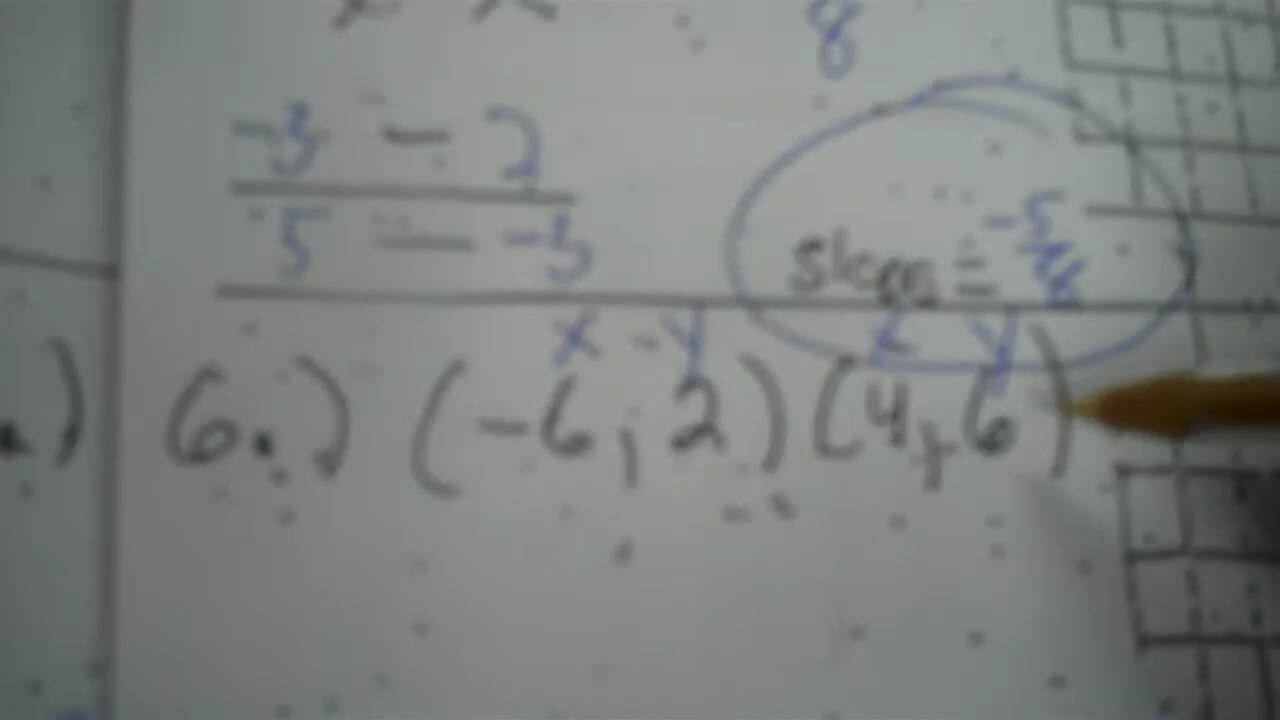 8
-3 - 2
5 - -3
slope = -5/8
x y x y
6.) (-6, 2) (4, 6)